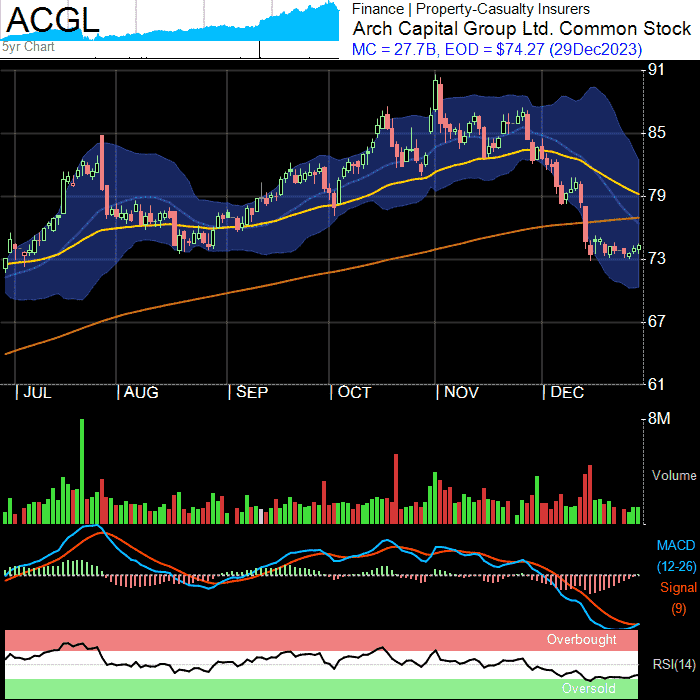 ACGL
5yr Chart
Finance | Property-Casualty Insurers
Arch Capital Group Ltd. Common Stock
MC = 27.7B, EOD = $74.27 (29Dec2023)
91
85
79
73
67
61
| JUL | AUG | SEP | OCT | NOV | DEC
8M
Volume
MACD
(12-26)
Signal
(9)
Overbought
RSI(14)
Oversold